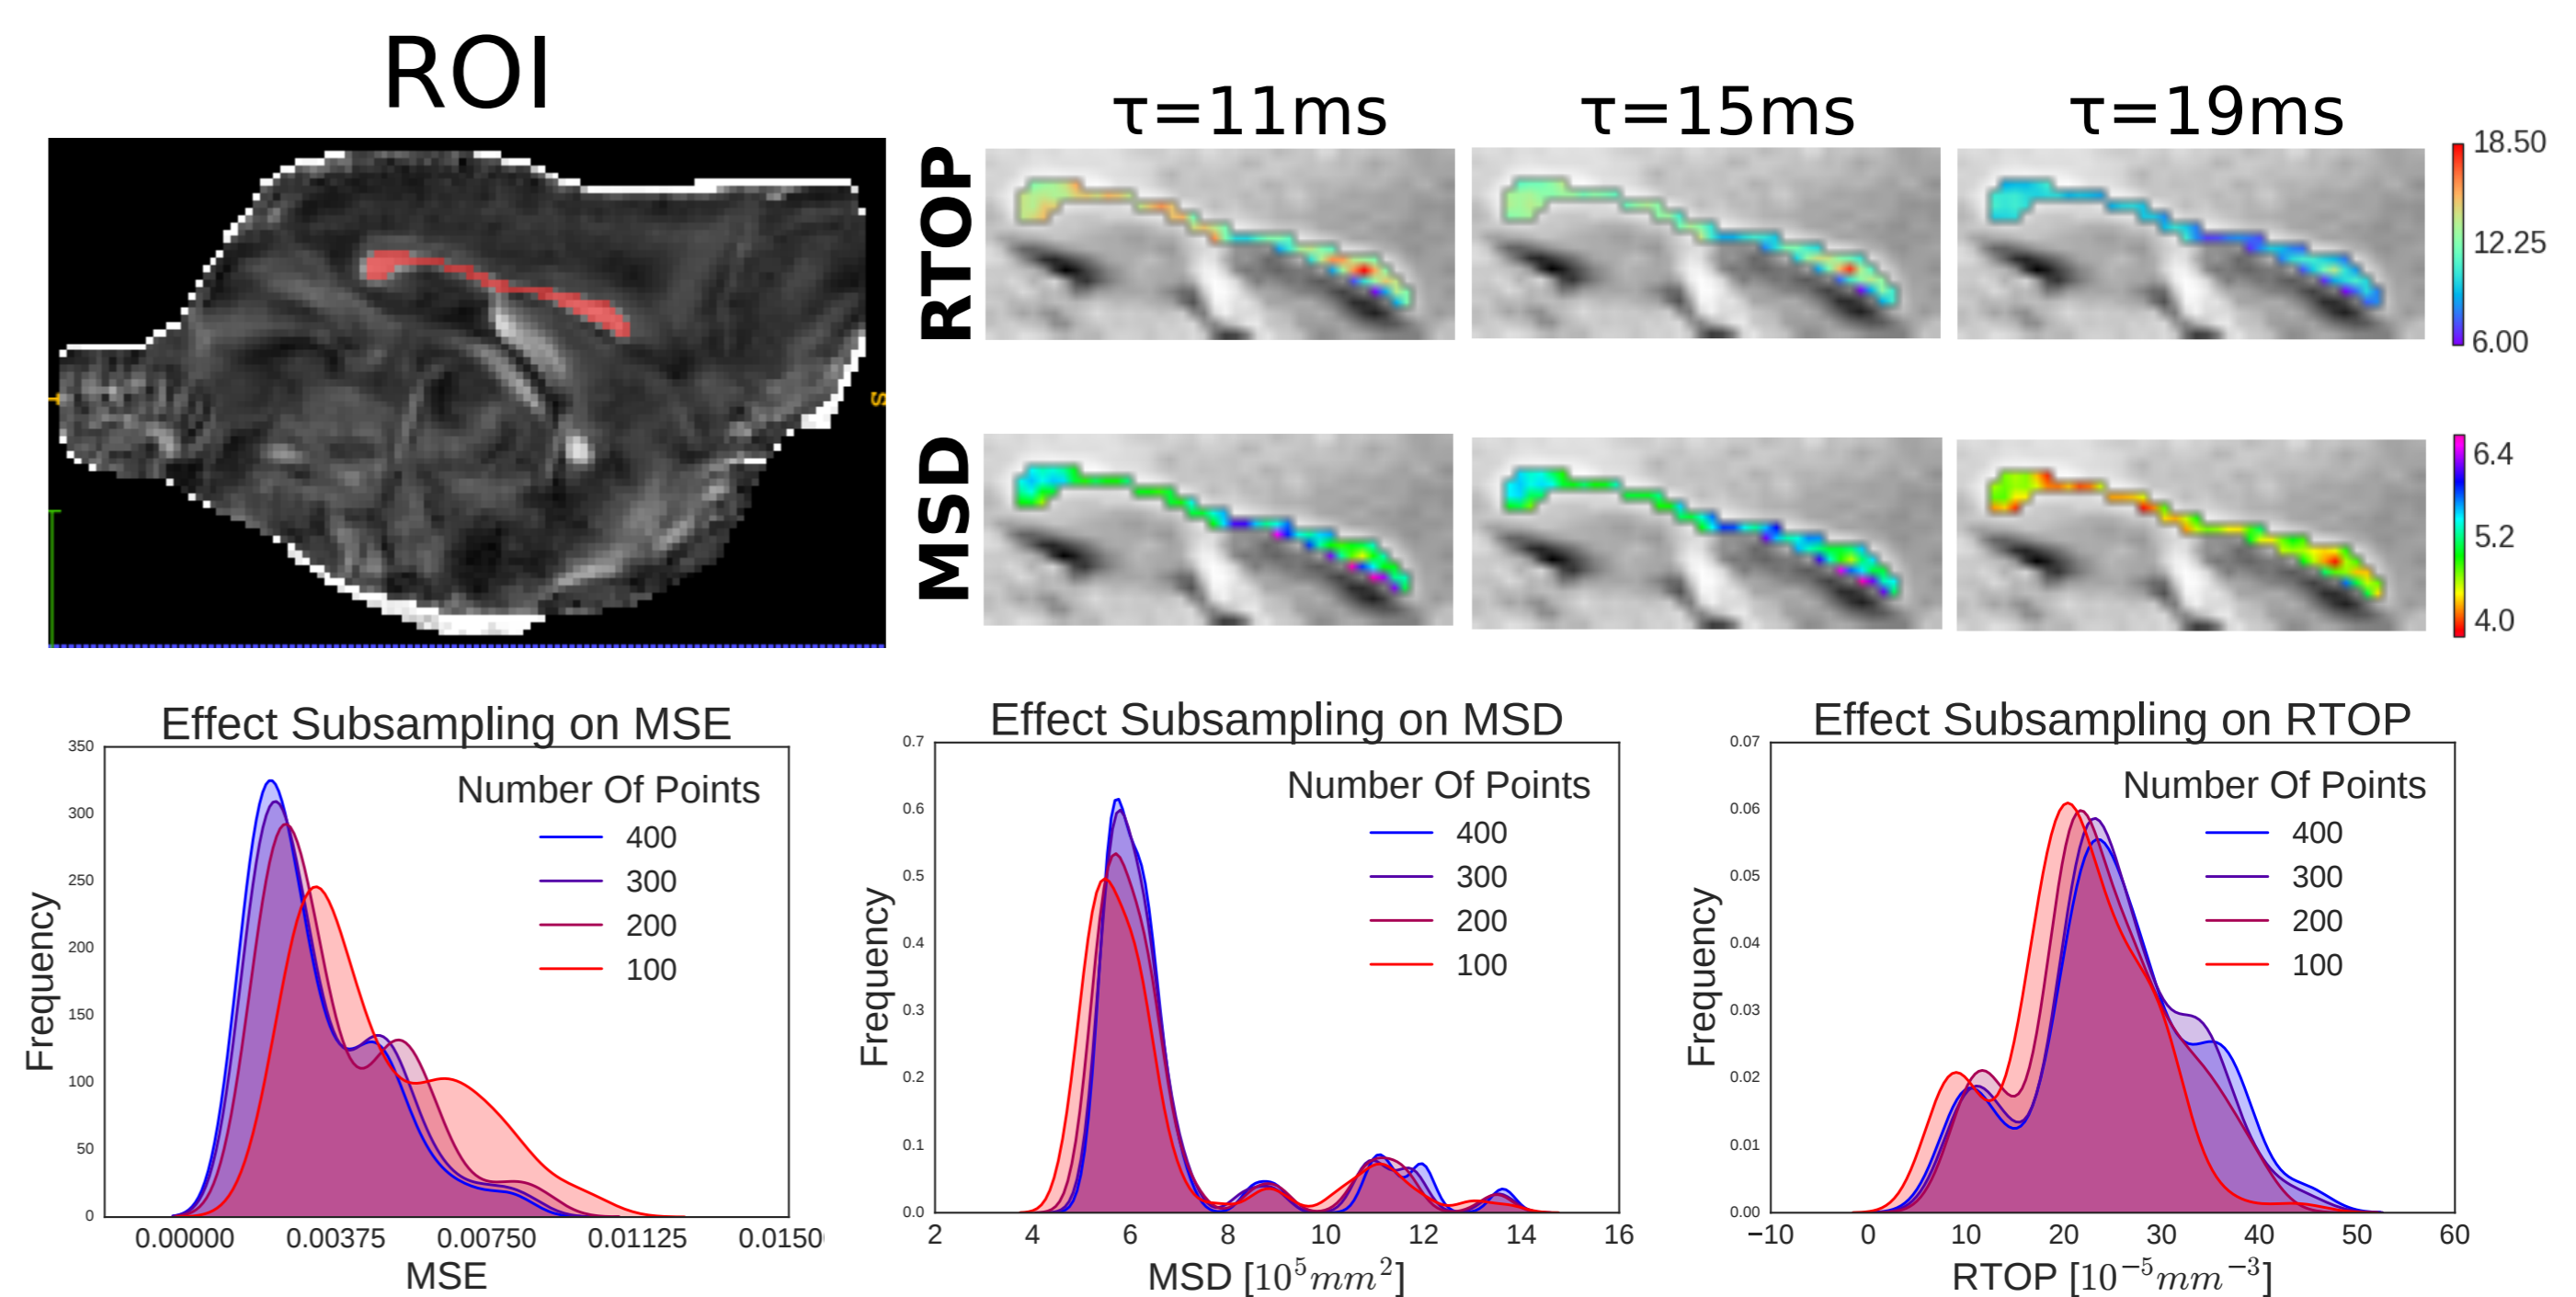 ROI
τ=11ms
τ=15ms
τ=19ms
RTOP
18.50
12.25
6.00
S
MSD
6.4
5.2
4.0
Effect Subsampling on MSE
350
300
250
200
150
100
50
0
Frequency
Number Of Points
400
300
200
100
0.00000 0.00375 0.00750 0.01125 0.0150
MSE
Effect Subsampling on MSD
0.7
0.6
0.5
0.4
0.3
0.2
0.1
0.0
Frequency
Number Of Points
400
300
200
100
2 4 6 8 10 12 14 16
MSD [10⁵mm²]
Effect Subsampling on RTOP
0.07
0.06
0.05
0.04
0.03
0.02
0.01
0.00
Frequency
Number Of Points
400
300
200
100
−10 0 10 20 30 40 50 60
RTOP [10⁻⁵mm⁻³]